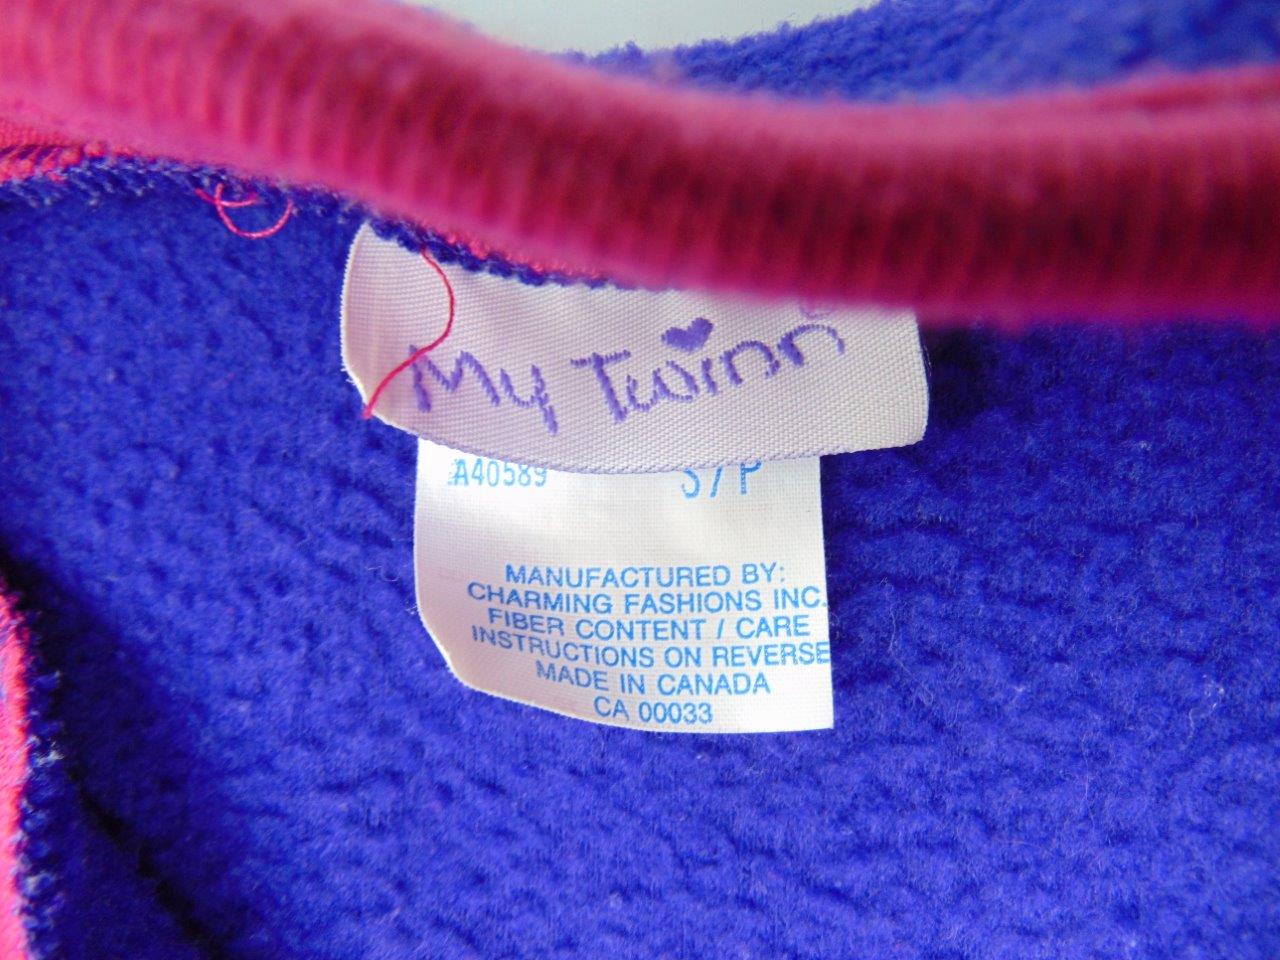 My Twinn
A40589 S/P
MANUFACTURED BY:
CHARMING FASHIONS INC.
FIBER CONTENT / CARE
INSTRUCTIONS ON REVERSE
MADE IN CANADA
CA 00033